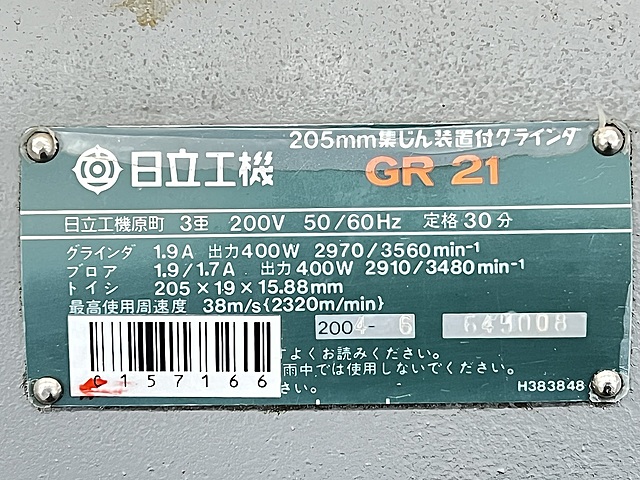 205mm集じん装置付グラインダ
日立工機 GR 21
日立工機原町 3相 200V 50/60Hz 定格30分
グラインダ 1.9A 出力400W 2970/3560min⁻¹
ブロア 1.9/1.7A 出力400W 2910/3480min⁻¹
トイシ 205×19×15.88mm
最高使用周速度 38m/s{2320m/min}
2004-6 649008
すよくお読みください。
雨中では使用しないでください。
さい。
0157166
H383848